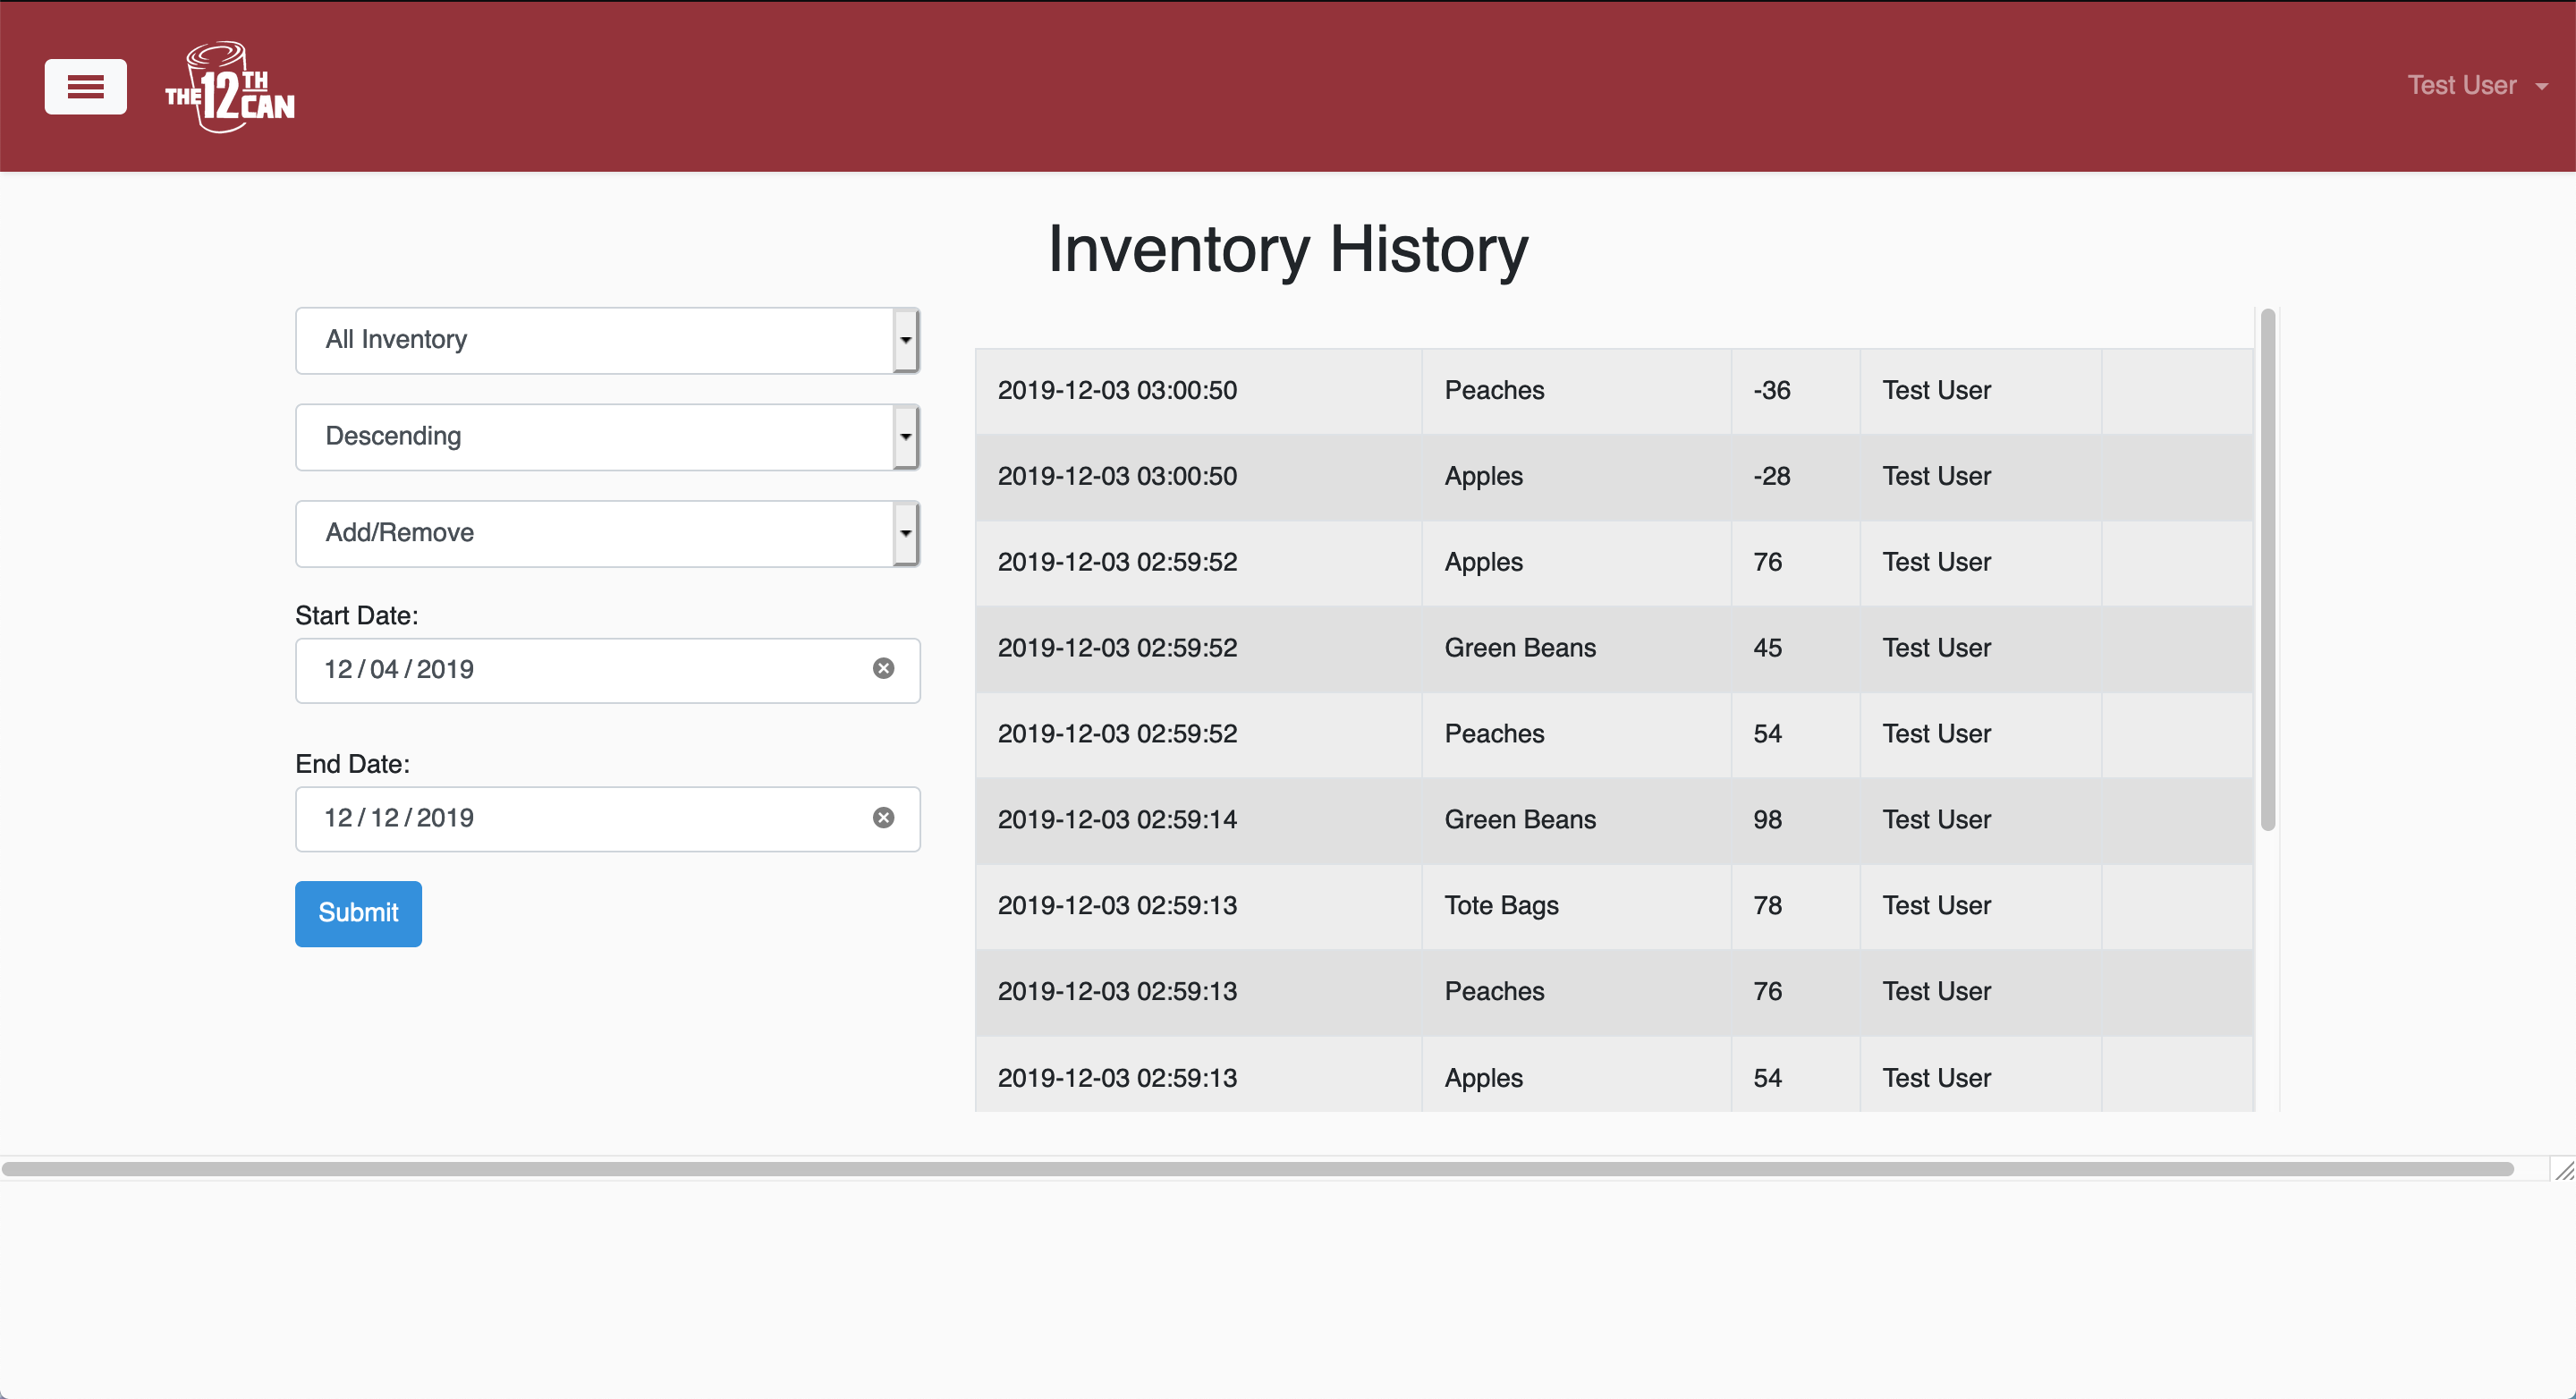 THE 12TH CAN
Test User
Inventory History
All Inventory
Descending
Add/Remove
Start Date:
12 / 04 / 2019
End Date:
12 / 12 / 2019
Submit
2019-12-03 03:00:50 Peaches -36 Test User
2019-12-03 03:00:50 Apples -28 Test User
2019-12-03 02:59:52 Apples 76 Test User
2019-12-03 02:59:52 Green Beans 45 Test User
2019-12-03 02:59:52 Peaches 54 Test User
2019-12-03 02:59:14 Green Beans 98 Test User
2019-12-03 02:59:13 Tote Bags 78 Test User
2019-12-03 02:59:13 Peaches 76 Test User
2019-12-03 02:59:13 Apples 54 Test User